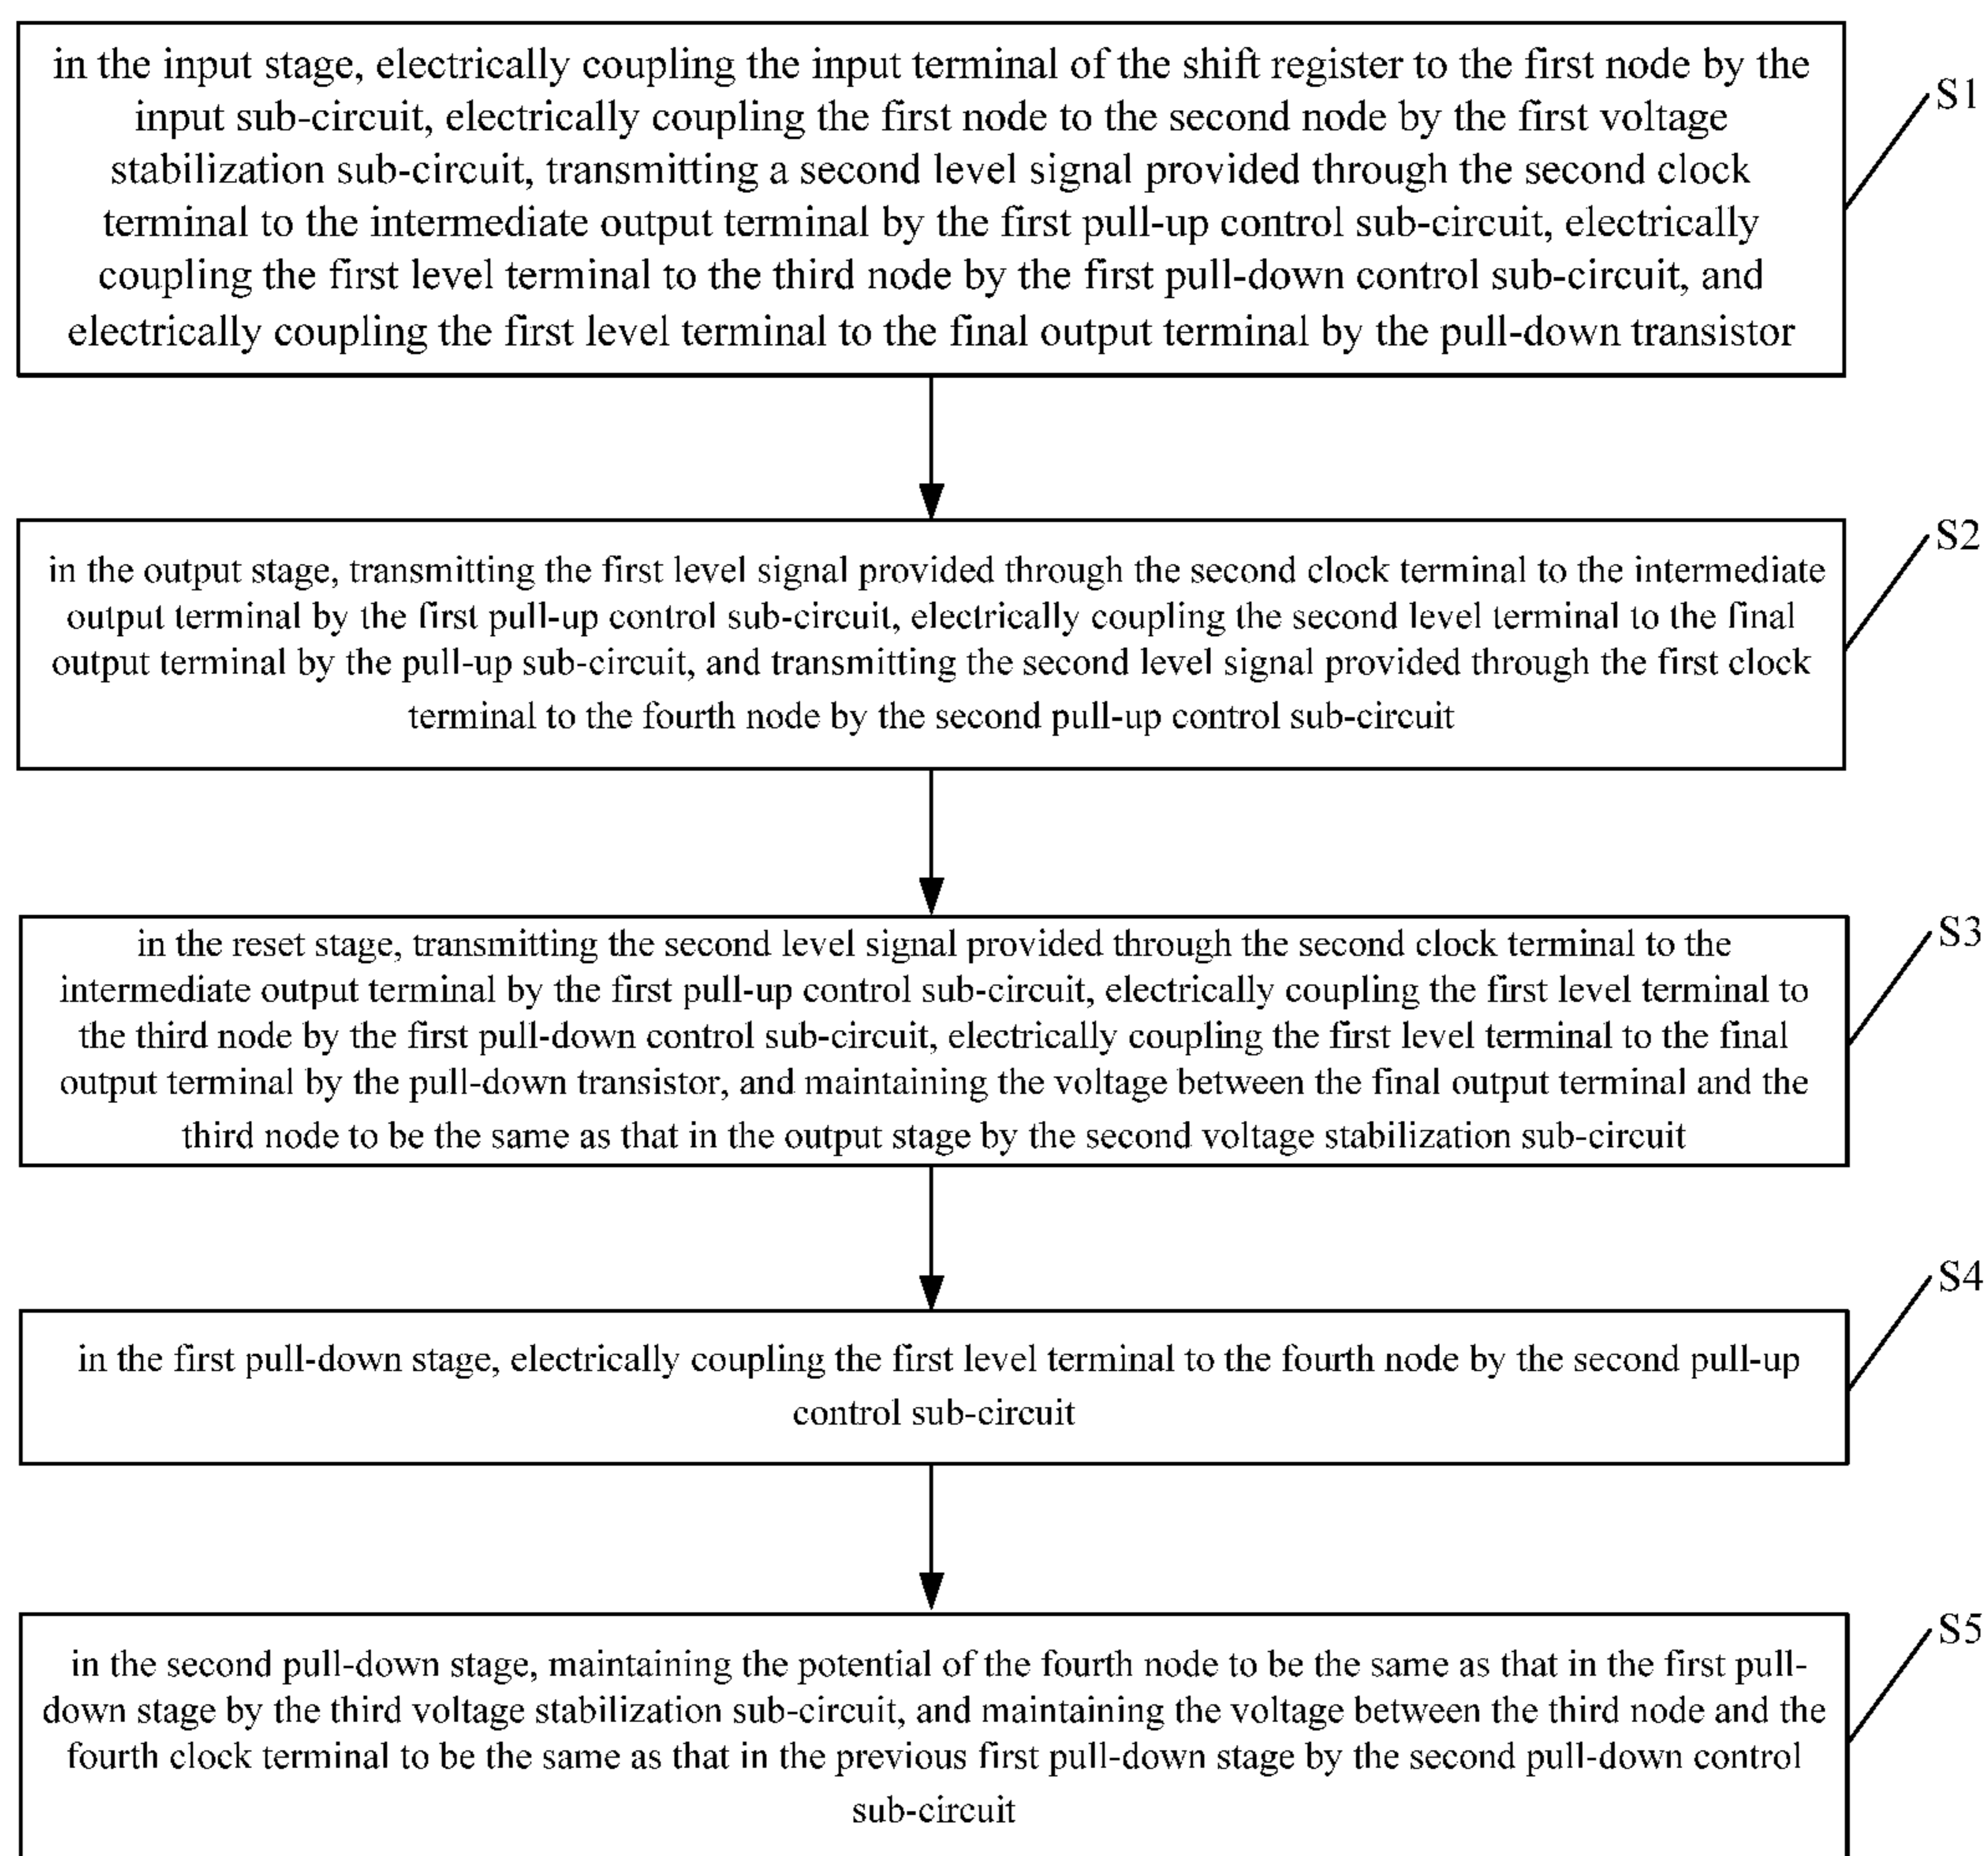 in the input stage, electrically coupling the input terminal of the shift register to the first node by the
input sub-circuit, electrically coupling the first node to the second node by the first voltage
stabilization sub-circuit, transmitting a second level signal provided through the second clock
terminal to the intermediate output terminal by the first pull-up control sub-circuit, electrically
coupling the first level terminal to the third node by the first pull-down control sub-circuit, and
electrically coupling the first level terminal to the final output terminal by the pull-down transistor
S1
in the output stage, transmitting the first level signal provided through the second clock terminal to the intermediate
output terminal by the first pull-up control sub-circuit, electrically coupling the second level terminal to the final
output terminal by the pull-up sub-circuit, and transmitting the second level signal provided through the first clock
terminal to the fourth node by the second pull-up control sub-circuit
S2
in the reset stage, transmitting the second level signal provided through the second clock terminal to the
intermediate output terminal by the first pull-up control sub-circuit, electrically coupling the first level terminal to
the third node by the first pull-down control sub-circuit, electrically coupling the first level terminal to the final
output terminal by the pull-down transistor, and maintaining the voltage between the final output terminal and the
third node to be the same as that in the output stage by the second voltage stabilization sub-circuit
S3
in the first pull-down stage, electrically coupling the first level terminal to the fourth node by the second pull-up
control sub-circuit
S4
in the second pull-down stage, maintaining the potential of the fourth node to be the same as that in the first pull-
down stage by the third voltage stabilization sub-circuit, and maintaining the voltage between the third node and the
fourth clock terminal to be the same as that in the previous first pull-down stage by the second pull-down control
sub-circuit
S5